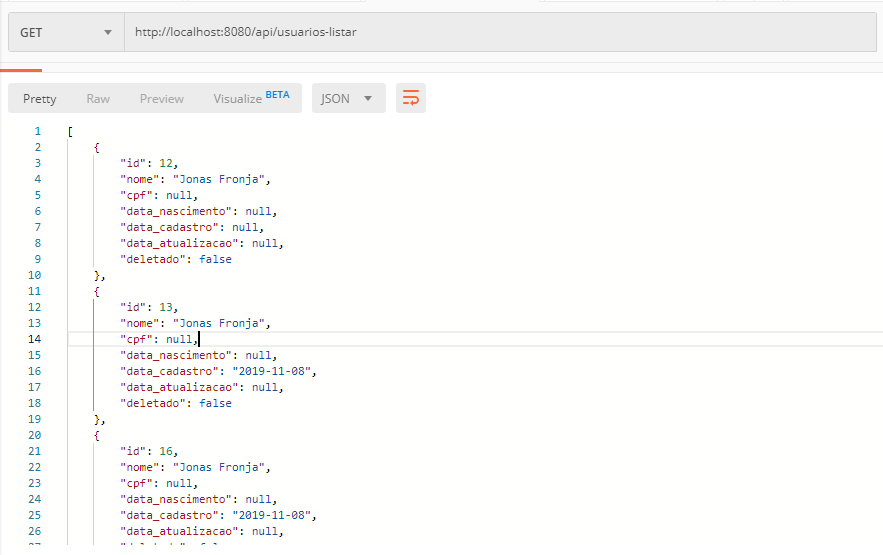 GET http://localhost:8080/api/usuarios-listar
Pretty Raw Preview Visualize BETA JSON
1 [
2 {
3 "id": 12,
4 "nome": "Jonas Fronja",
5 "cpf": null,
6 "data_nascimento": null,
7 "data_cadastro": null,
8 "data_atualizacao": null,
9 "deletado": false
10 },
11 {
12 "id": 13,
13 "nome": "Jonas Fronja",
14 "cpf": null,
15 "data_nascimento": null,
16 "data_cadastro": "2019-11-08",
17 "data_atualizacao": null,
18 "deletado": false
19 },
20 {
21 "id": 16,
22 "nome": "Jonas Fronja",
23 "cpf": null,
24 "data_nascimento": null,
25 "data_cadastro": "2019-11-08",
26 "data_atualizacao": null,